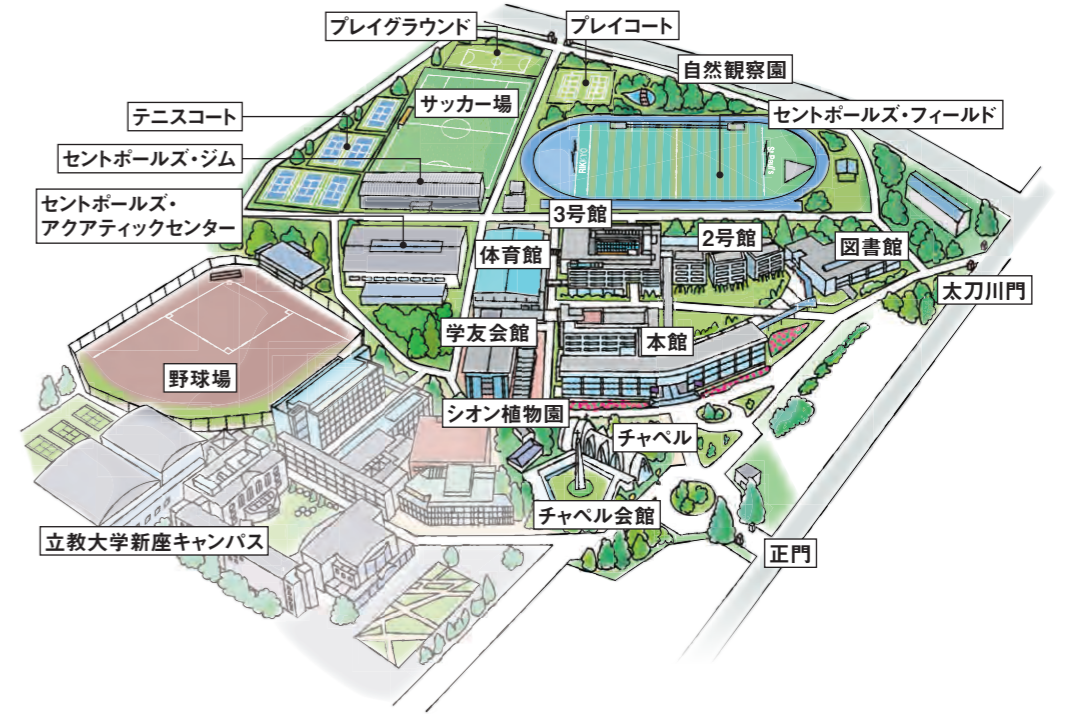 プレイグラウンド
プレイコート
自然観察園
サッカー場
テニスコート
セントポールズ・フィールド
セントポールズ・ジム
セントポールズ・
アクアティックセンター
3号館
2号館
体育館
図書館
太刀川門
学友会館
本館
野球場
シオン植物園
チャペル
チャペル会館
立教大学新座キャンパス
正門
RIKKYO
St.Paul's